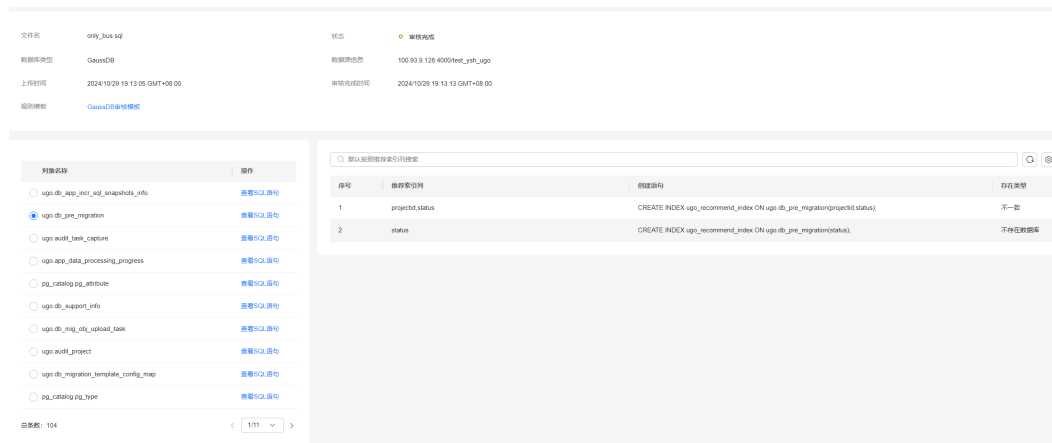 文件名 only_bus.sql 状态 审核完成
数据库类型 GaussDB 数据源信息 100.93.9.128:4000/test_ysh_ugo
上传时间 2024/10/29 19:13:05 GMT+08:00 审核完成时间 2024/10/29 19:13:13 GMT+08:00
规则模板 GaussDB审核模板
对象名称 操作
ugo.db_app_incr_sql_snapshots_info 查看SQL语句
ugo.db_pre_migration 查看SQL语句
ugo.audit_task_capture 查看SQL语句
ugo.app_data_processing_progress 查看SQL语句
pg_catalog.pg_attribute 查看SQL语句
ugo.db_support_info 查看SQL语句
ugo.db_mig_obj_upload_task 查看SQL语句
ugo.audit_project 查看SQL语句
ugo.db_migration_template_config_map 查看SQL语句
pg_catalog.pg_type 查看SQL语句
总条数: 104 1/11
默认按照推荐索引列搜索
序号 推荐索引列 创建语句 存在类型
1 projectid,status CREATE INDEX ugo_recommend_index ON ugo.db_pre_migration(projectid,status); 不一致
2 status CREATE INDEX ugo_recommend_index ON ugo.db_pre_migration(status); 不存在数据库